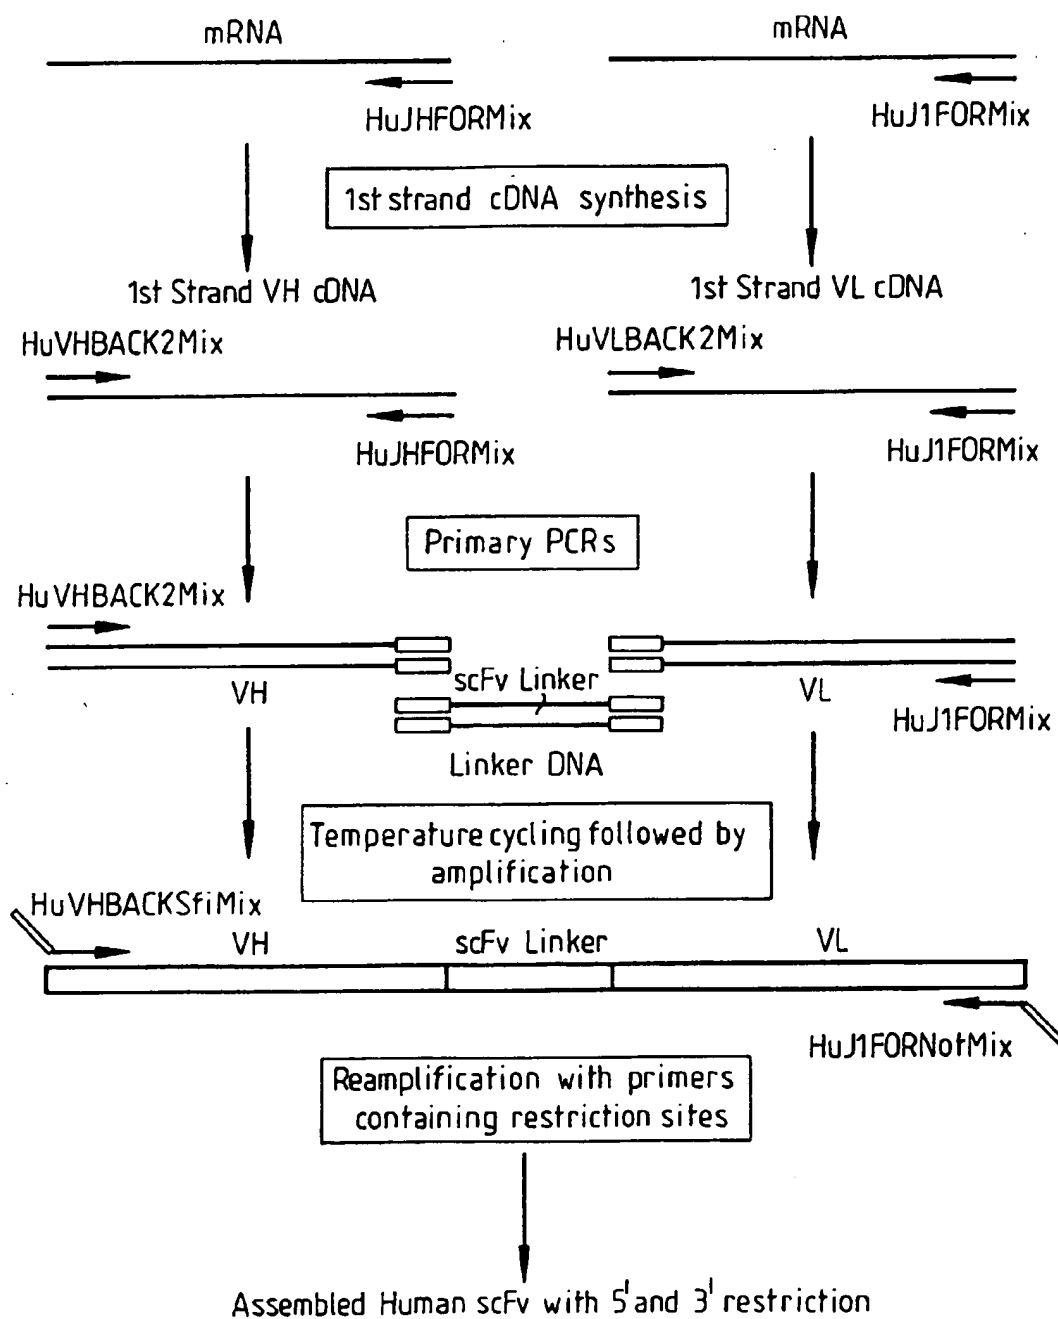 mRNA
mRNA
HuJHFORMix
HuJ1FORMix
1st strand cDNA synthesis
1st Strand VH cDNA
1st Strand VL cDNA
HuVHBACK2Mix
HuVLBACK2Mix
HuJHFORMix
HuJ1FORMix
Primary PCRs
HuVHBACK2Mix
VH
scFv Linker
VL
HuJ1FORMix
Linker DNA
Temperature cycling followed by
amplification
HuVHBACKSfiMix
VH
scFv Linker
VL
HuJ1FORNotMix
Reamplification with primers
containing restriction sites
Assembled Human scFv with 5' and 3' restriction